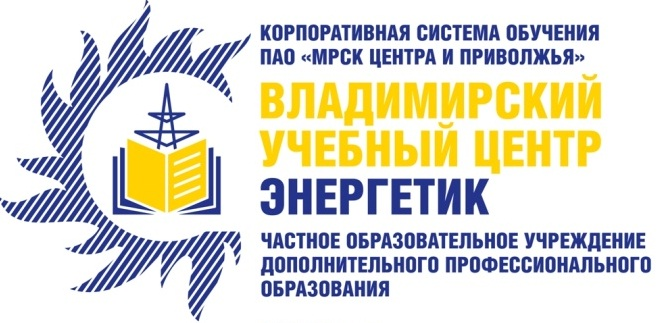 КОРПОРАТИВНАЯ СИСТЕМА ОБУЧЕНИЯ
ПАО «МРСК ЦЕНТРА И ПРИВОЛЖЬЯ»
ВЛАДИМИРСКИЙ
УЧЕБНЫЙ ЦЕНТР
ЭНЕРГЕТИК
ЧАСТНОЕ ОБРАЗОВАТЕЛЬНОЕ УЧРЕЖДЕНИЕ
ДОПОЛНИТЕЛЬНОГО ПРОФЕССИОНАЛЬНОГО
ОБРАЗОВАНИЯ